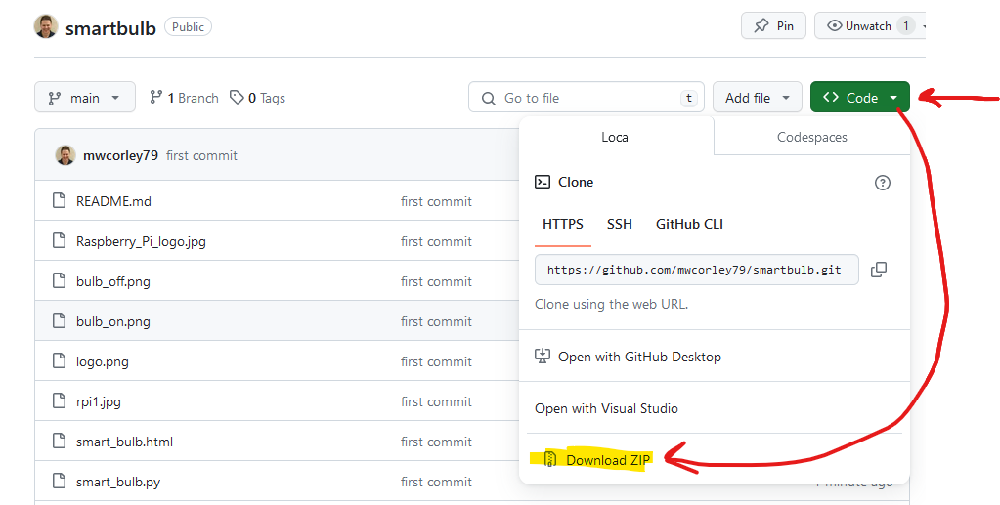 smartbulb Public
Pin
Unwatch 1
main
1 Branch
0 Tags
Go to file t
Add file
Code
Local Codespaces
mwcorley79 first commit
Clone
README.md first commit
HTTPS SSH GitHub CLI
Raspberry_Pi_logo.jpg first commit
https://github.com/mwcorley79/smartbulb.git
bulb_off.png first commit
Clone using the web URL.
bulb_on.png first commit
logo.png first commit
Open with GitHub Desktop
rpi1.jpg first commit
Open with Visual Studio
smart_bulb.html first commit
Download ZIP
smart_bulb.py first commit
1 minute ago